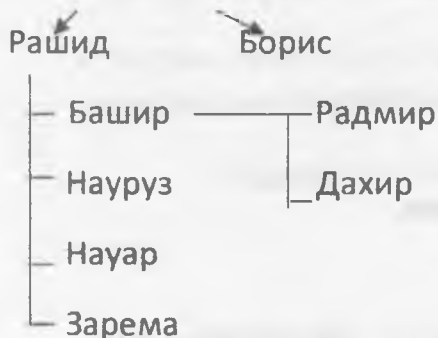 Рашид Борис
Башир Радмир
Науруз Дахир
Науар
Зарема